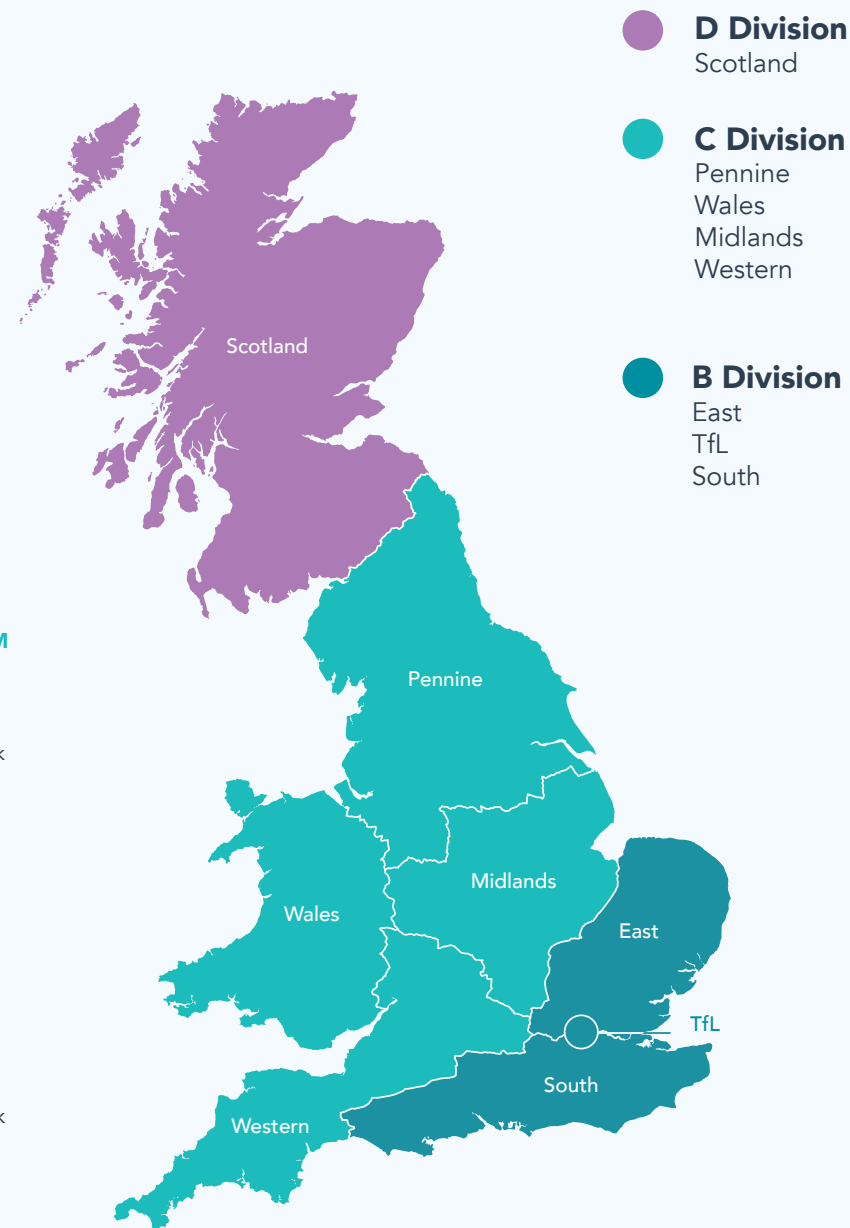 D Division
Scotland
C Division
Pennine
Wales
Midlands
Western
B Division
East
TfL
South
Scotland
Pennine
Midlands
Wales
East
TfL
South
Western